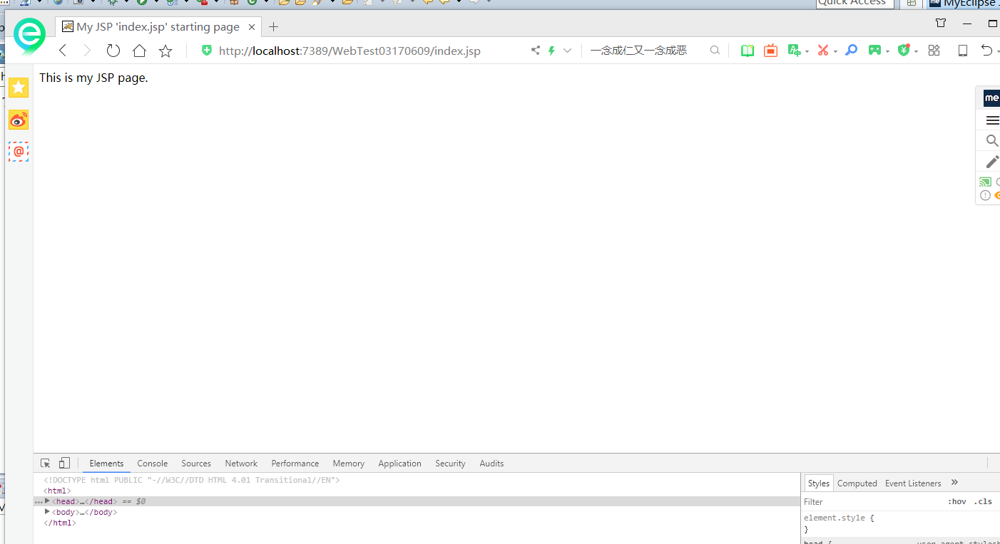 Quick Access
MyEclipse
My JSP 'index.jsp' starting page
http://localhost:7389/WebTest03170609/index.jsp
一念成仁又一念成恶
This is my JSP page.
me
@
Elements Console Sources Network Performance Memory Application Security Audits
<!DOCTYPE html PUBLIC "-//W3C//DTD HTML 4.01 Transitional//EN">
<html>
…<head>…</head> == $0
<body>…</body>
</html>
Styles Computed Event Listeners »
Filter :hov .cls
element.style {
}
head {